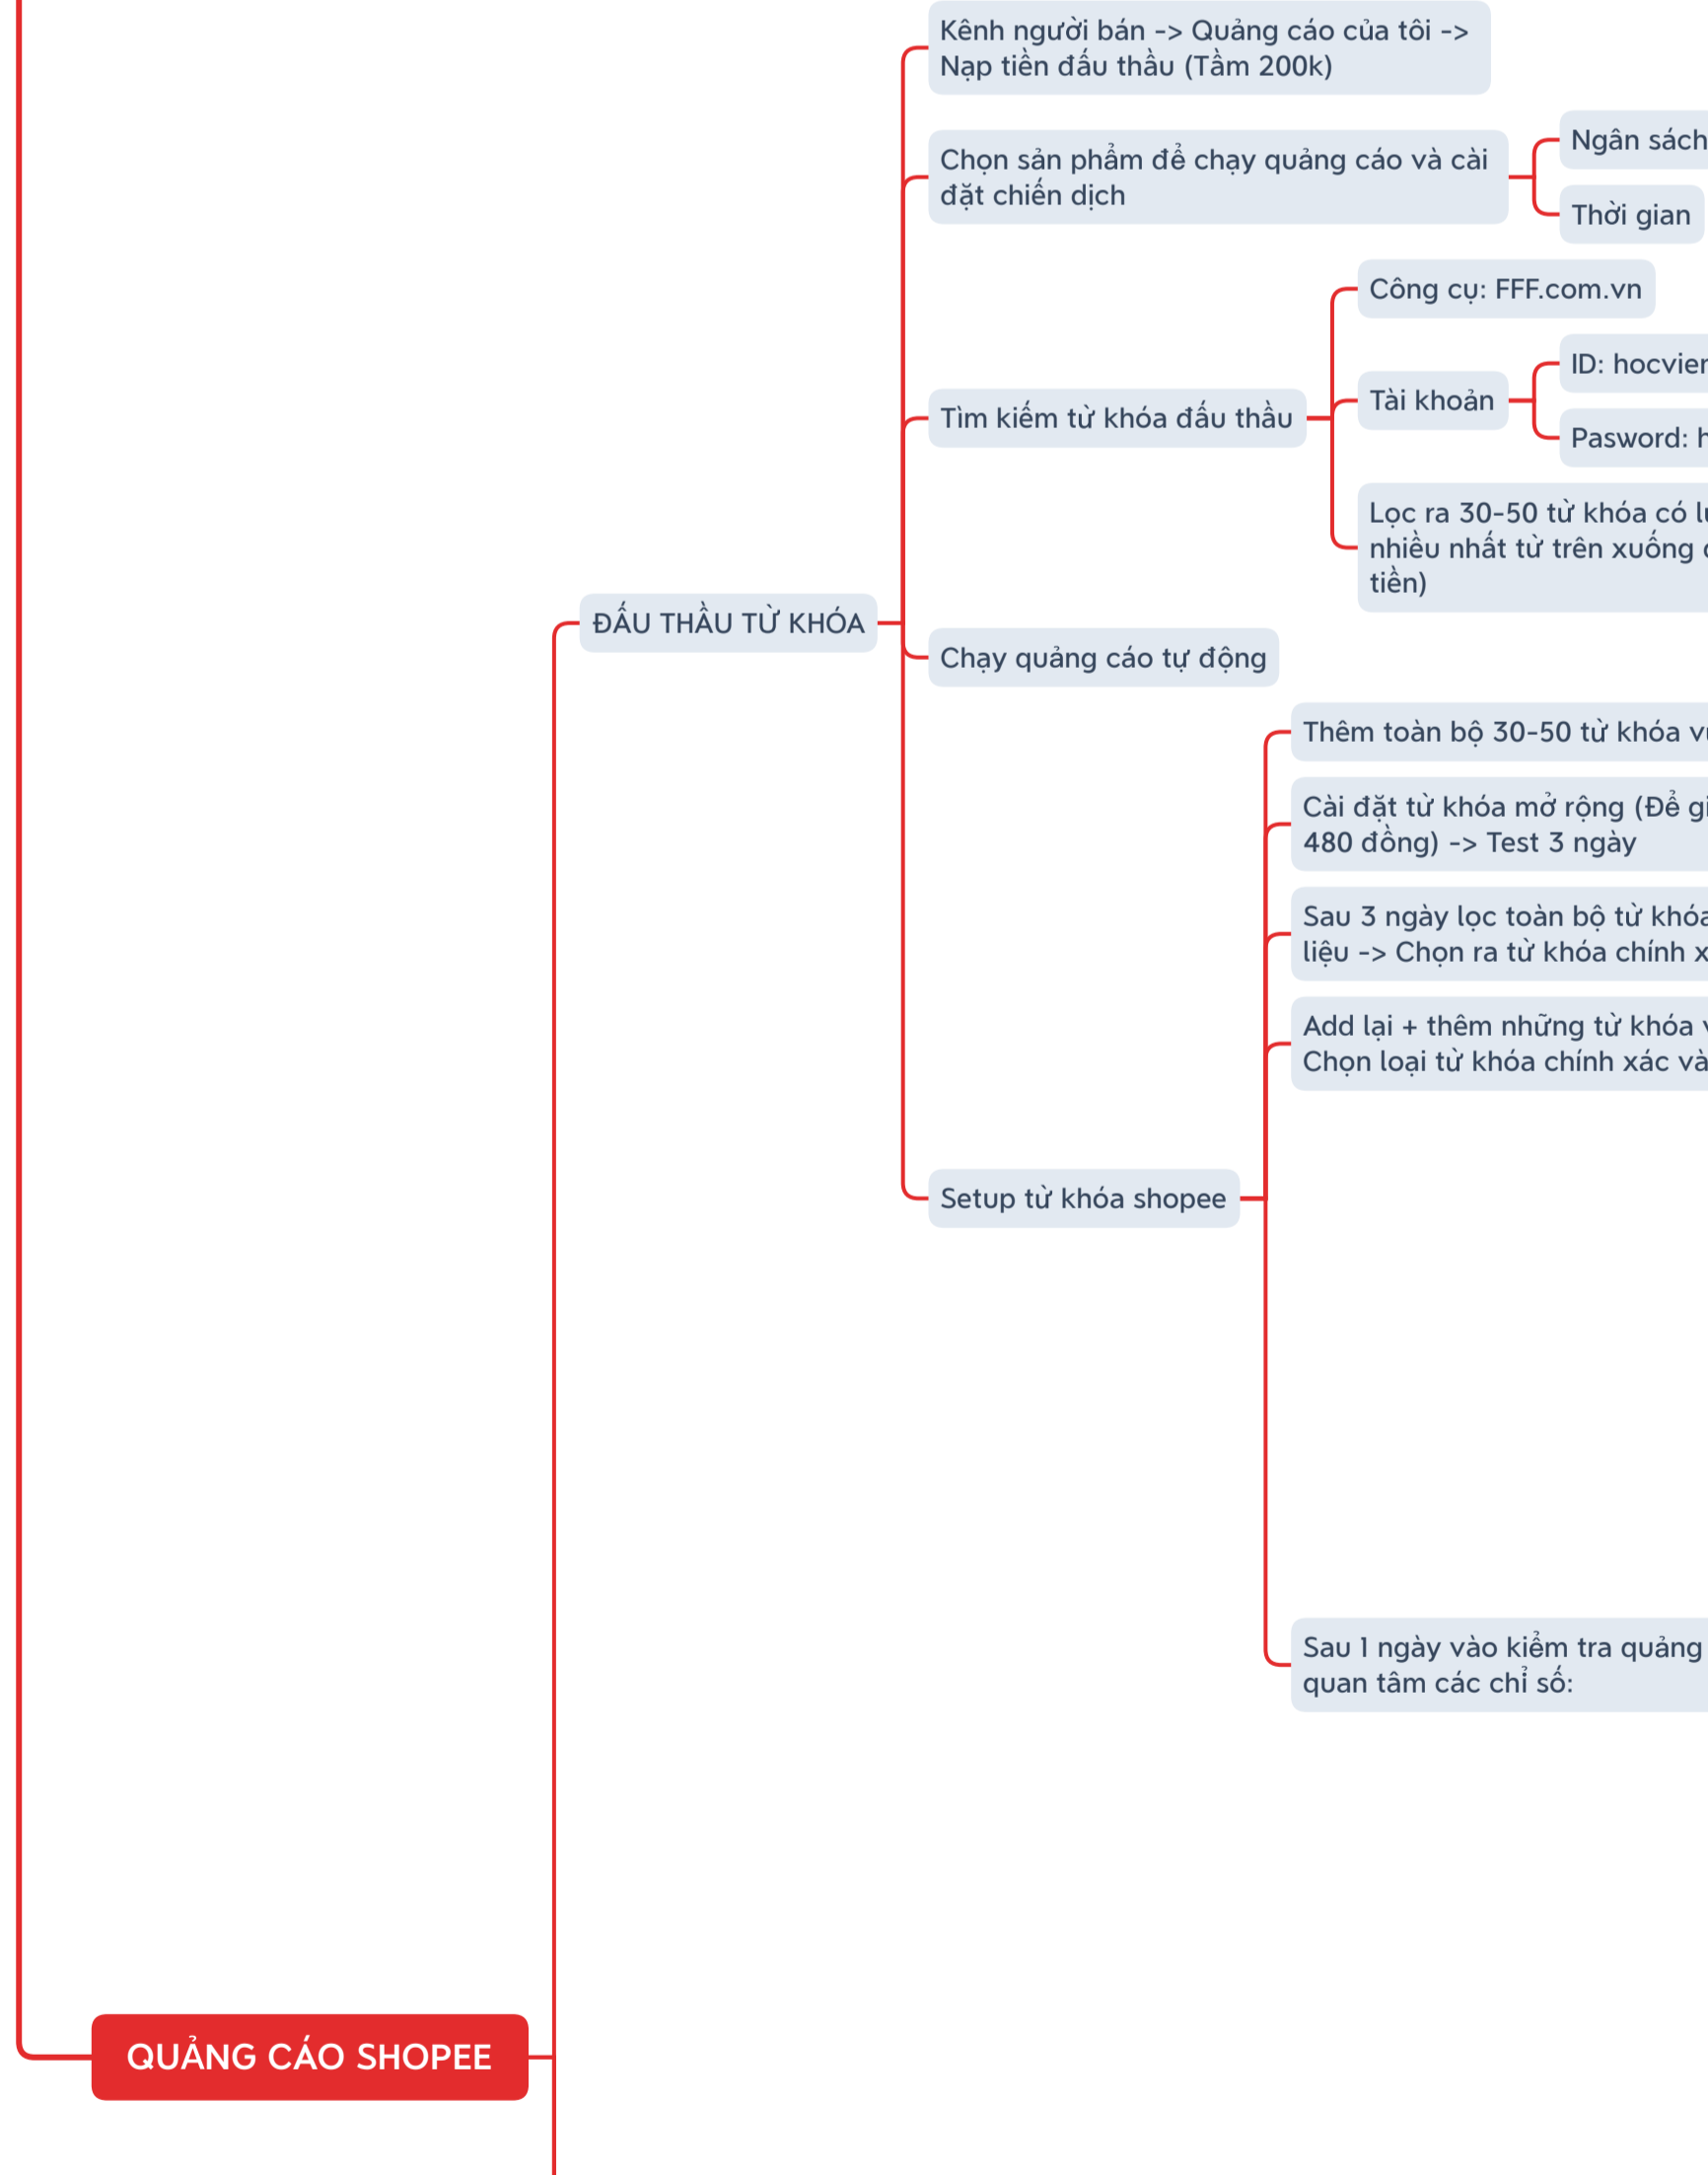 Kênh người bán -> Quảng cáo của tôi ->
Nạp tiền đấu thầu (Tầm 200k)
Chọn sản phẩm để chạy quảng cáo và cài
đặt chiến dịch
Ngân sách
Thời gian
Công cụ: FFF.com.vn
Tìm kiếm từ khóa đấu thầu
Tài khoản
ID:
Pasword:
Lọc ra 30-50 từ khóa có
nhiều nhất từ trên xuống
tiền)
ĐẤU THẦU TỪ KHÓA
Chạy quảng cáo tự động
Thêm toàn bộ 30-50 từ khóa
Cài đặt từ khóa mở rộng (Để
480 đồng) -> Test 3 ngày
Sau 3 ngày lọc toàn bộ từ khóa
liệu -> Chọn ra từ khóa chính
Add lại + thêm những từ khóa
Chọn loại từ khóa chính xác và
Setup từ khóa shopee
Sau 1 ngày vào kiểm tra quảng
quan tâm các chỉ số:
QUẢNG CÁO SHOPEE